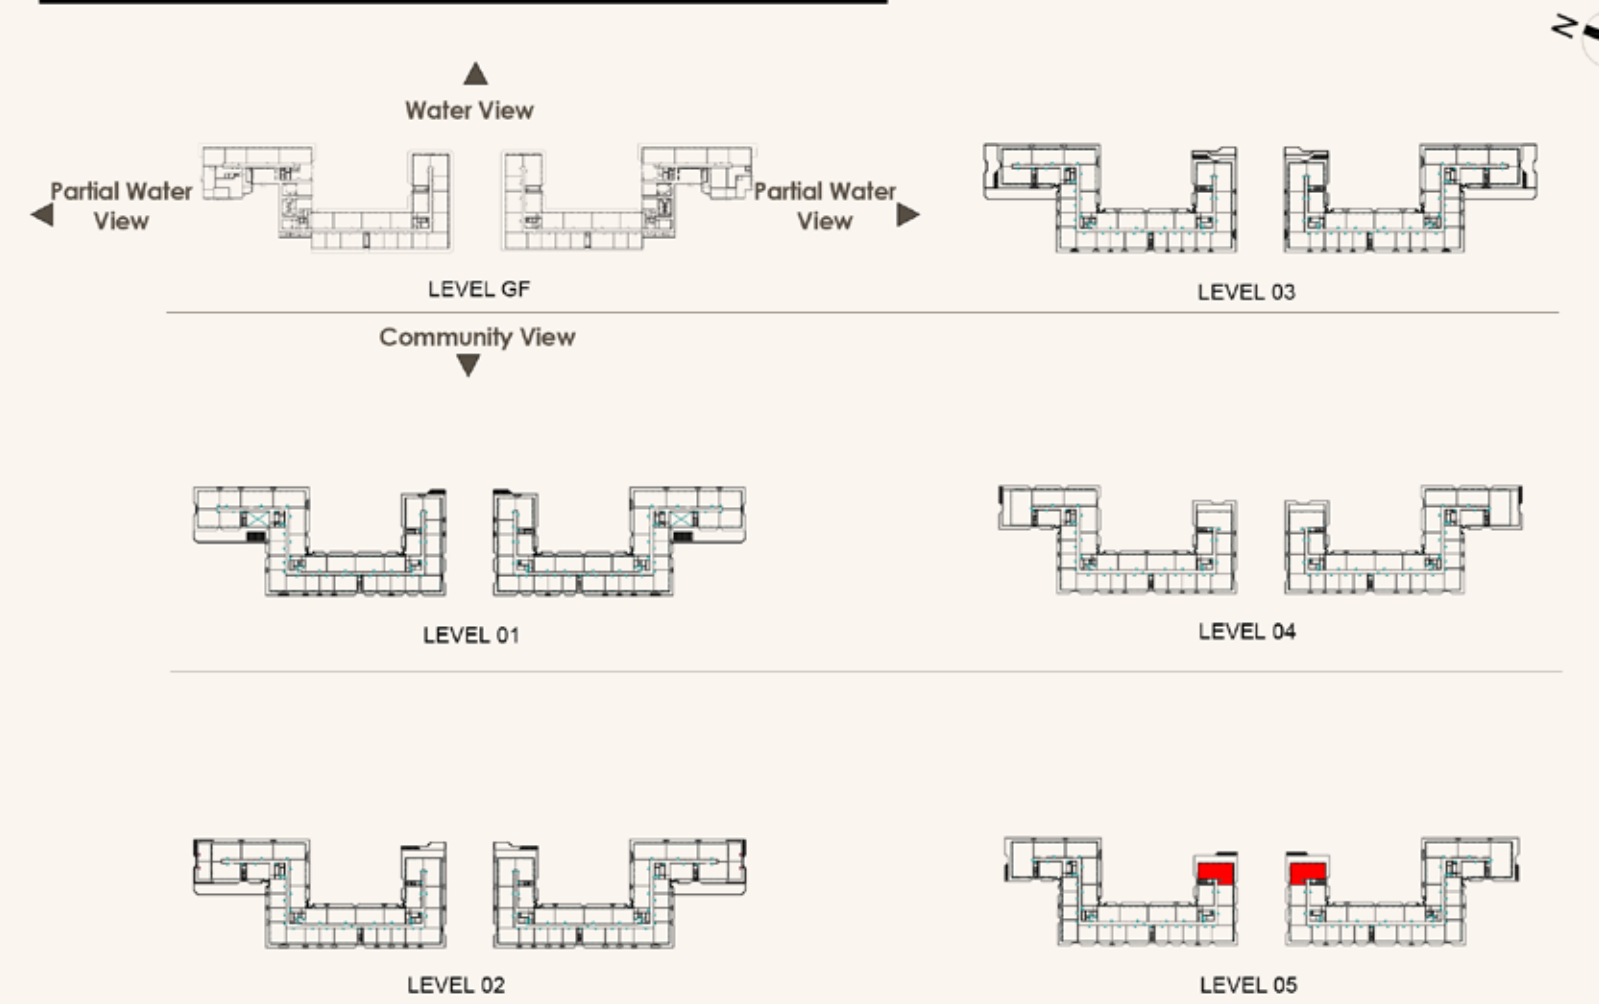 N
Water View
Partial Water
View
Partial Water
View
LEVEL GF
LEVEL 03
Community View
LEVEL 01
LEVEL 04
LEVEL 02
LEVEL 05